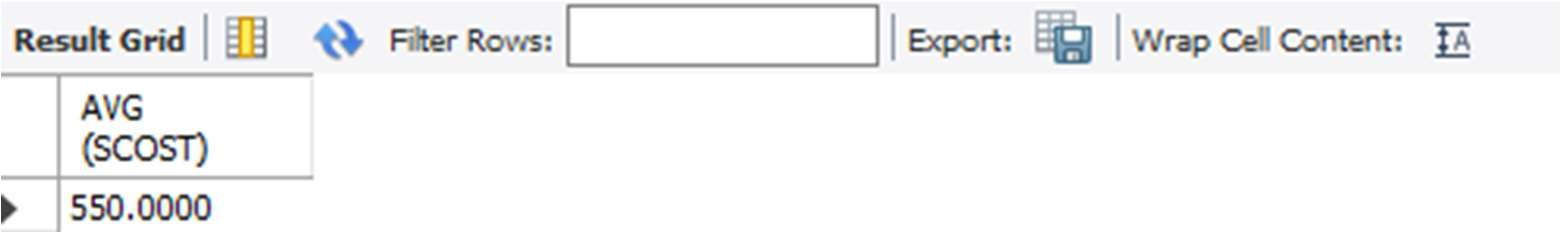 Result Grid Filter Rows: Export: Wrap Cell Content: A
AVG
(SCOST)
550.0000